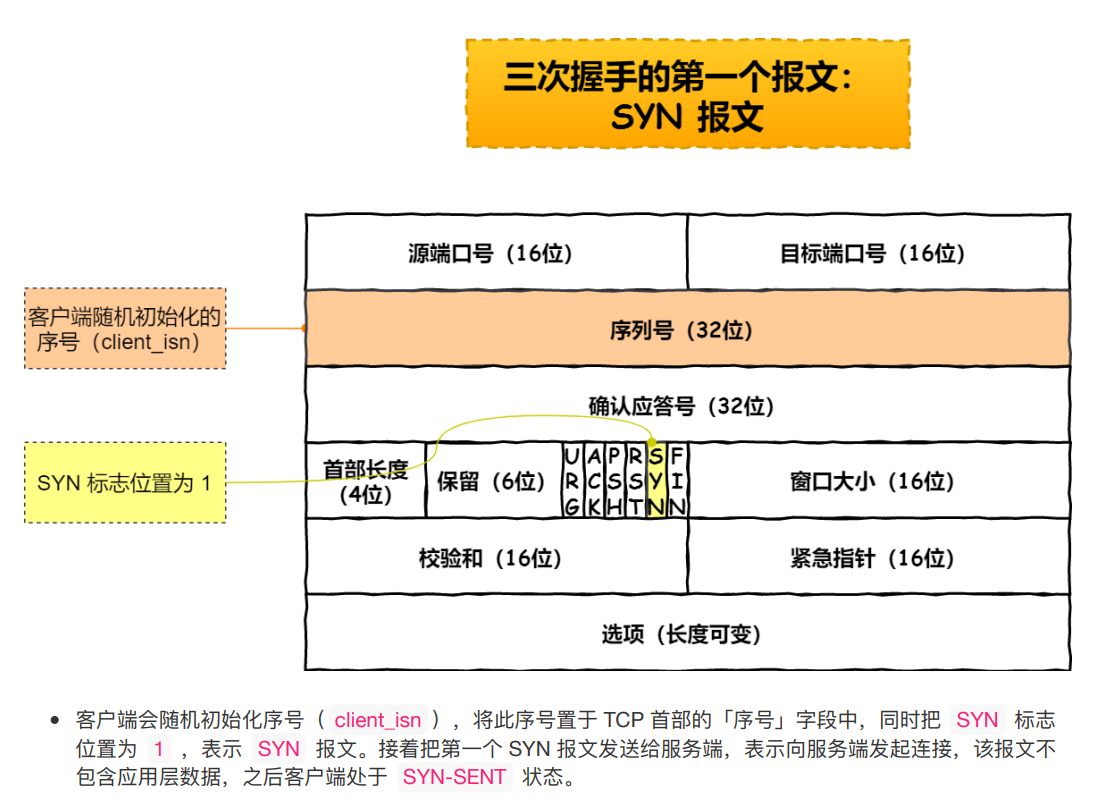 三次握手的第一个报文：
SYN 报文
源端口号（16位）
目标端口号（16位）
客户端随机初始化的
序号（client_isn）
序列号（32位）
确认应答号（32位）
SYN 标志位置为 1
首部长度
（4位）
保留（6位）
URG
ACK
PSH
RST
SYN
FIN
窗口大小（16位）
校验和（16位）
紧急指针（16位）
选项（长度可变）
客户端会随机初始化序号（ client_isn ），将此序号置于 TCP 首部的「序号」字段中，同时把 SYN 标志
位置为 1 ，表示 SYN 报文。接着把第一个 SYN 报文发送给服务端，表示向服务端发起连接，该报文不
包含应用层数据，之后客户端处于 SYN-SENT 状态。